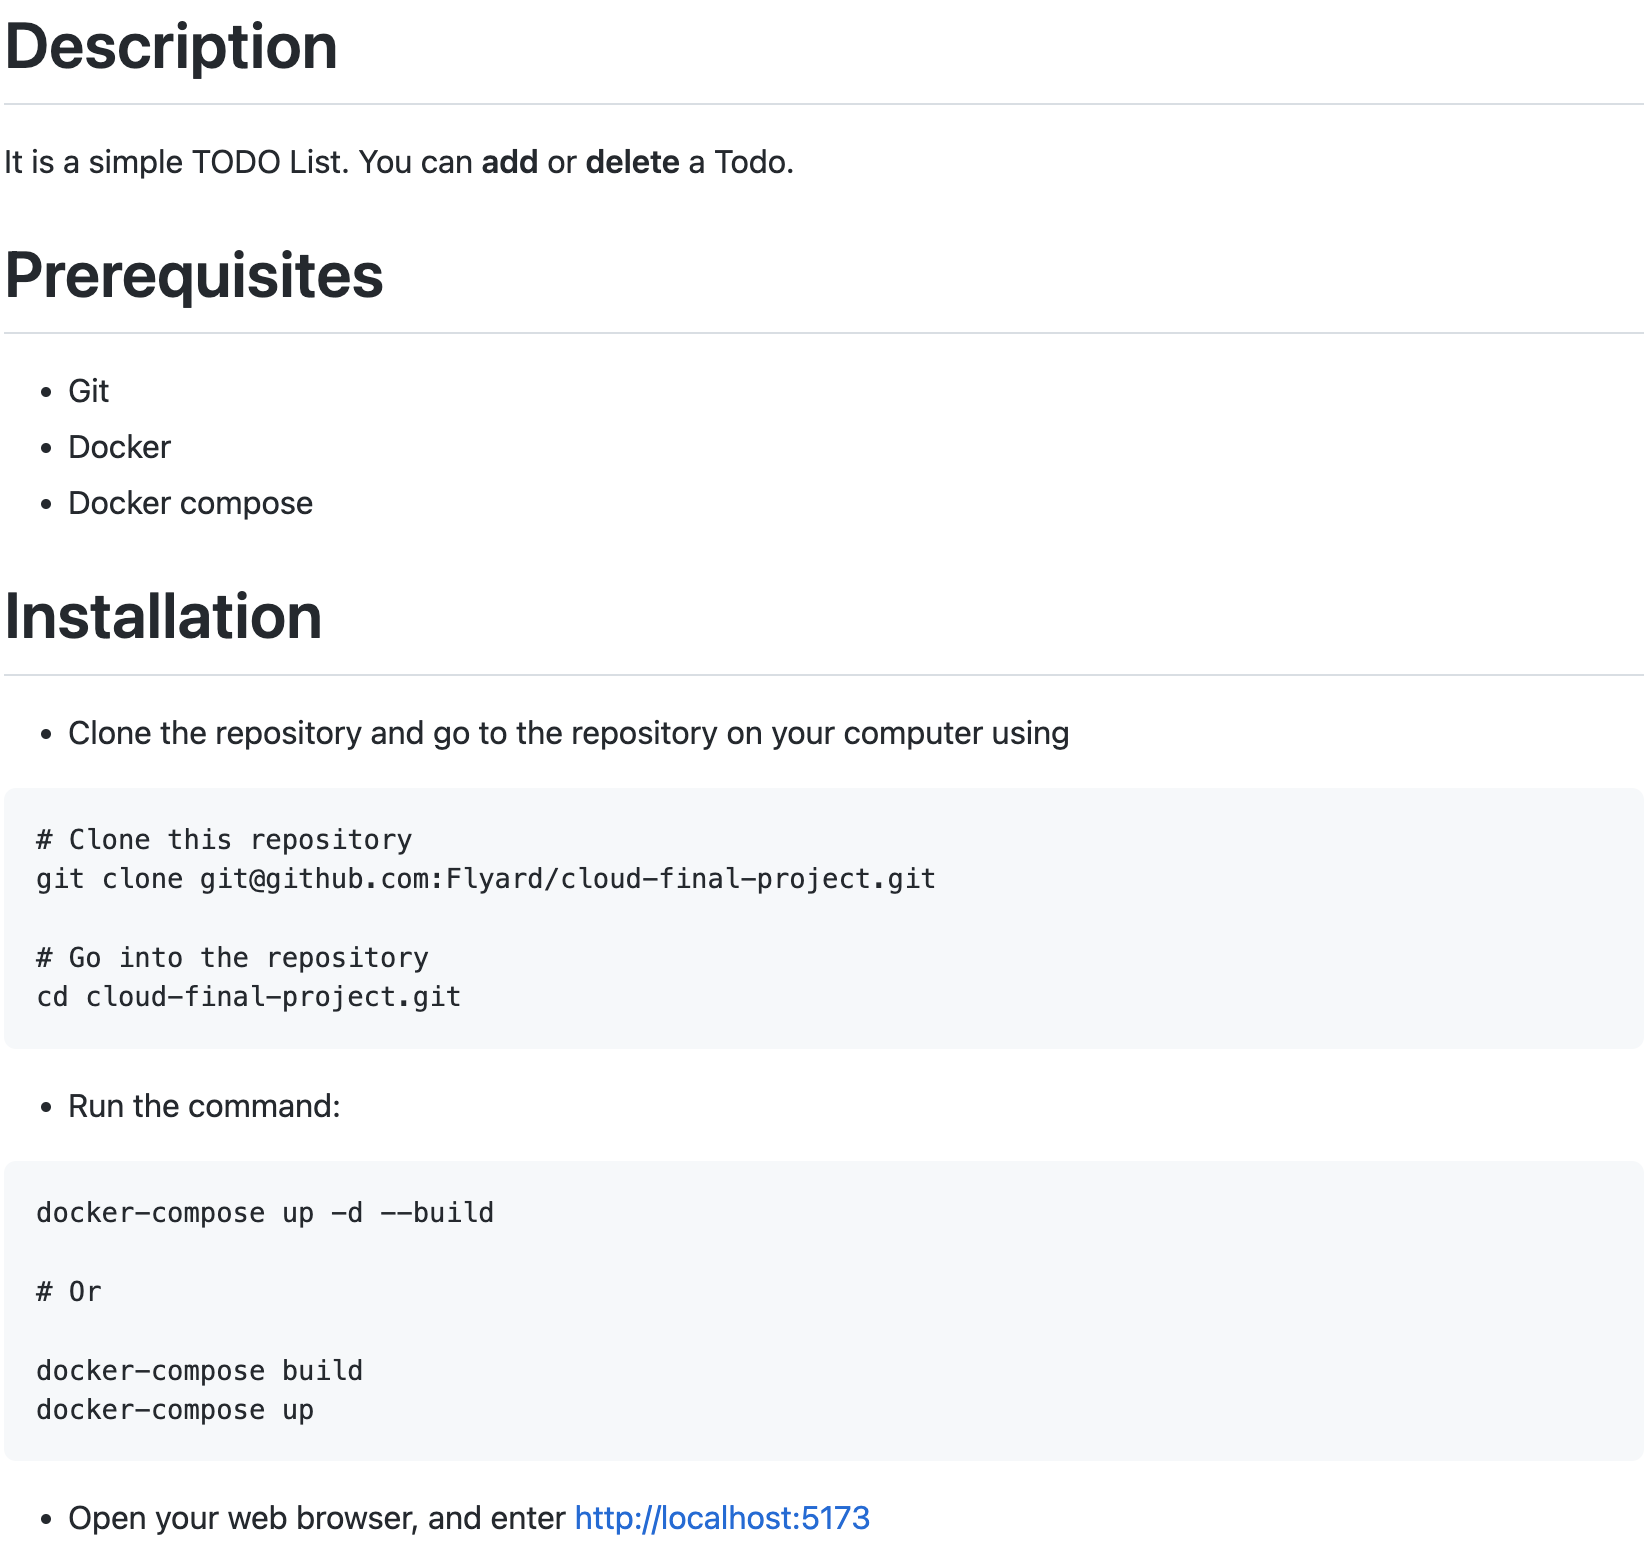 Description
It is a simple TODO List. You can add or delete a Todo.
Prerequisites
• Git
• Docker
• Docker compose
Installation
• Clone the repository and go to the repository on your computer using
# Clone this repository
git clone git@github.com:Flyard/cloud-final-project.git
# Go into the repository
cd cloud-final-project.git
• Run the command:
docker-compose up -d --build
# Or
docker-compose build
docker-compose up
• Open your web browser, and enter http://localhost:5173